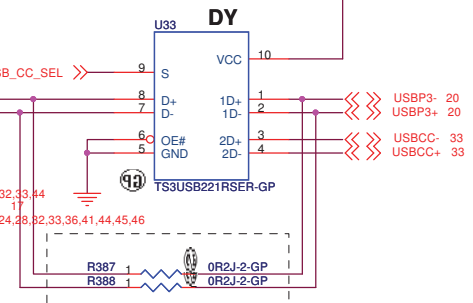 DY
U33
VCC 10
SB_CC_SEL 9 S
8 D+ 1D+ 1 USBP3- 20
7 D- 1D- 2 USBP3+ 20
6 OE# 2D+ 3 USBCC- 33
5 GND 2D- 4 USBCC+ 33
GP TS3USB221RSER-GP
32,33,44
17
24,28,32,33,36,41,44,45,46
R387 1 0R2J-2-GP
R388 1 0R2J-2-GP